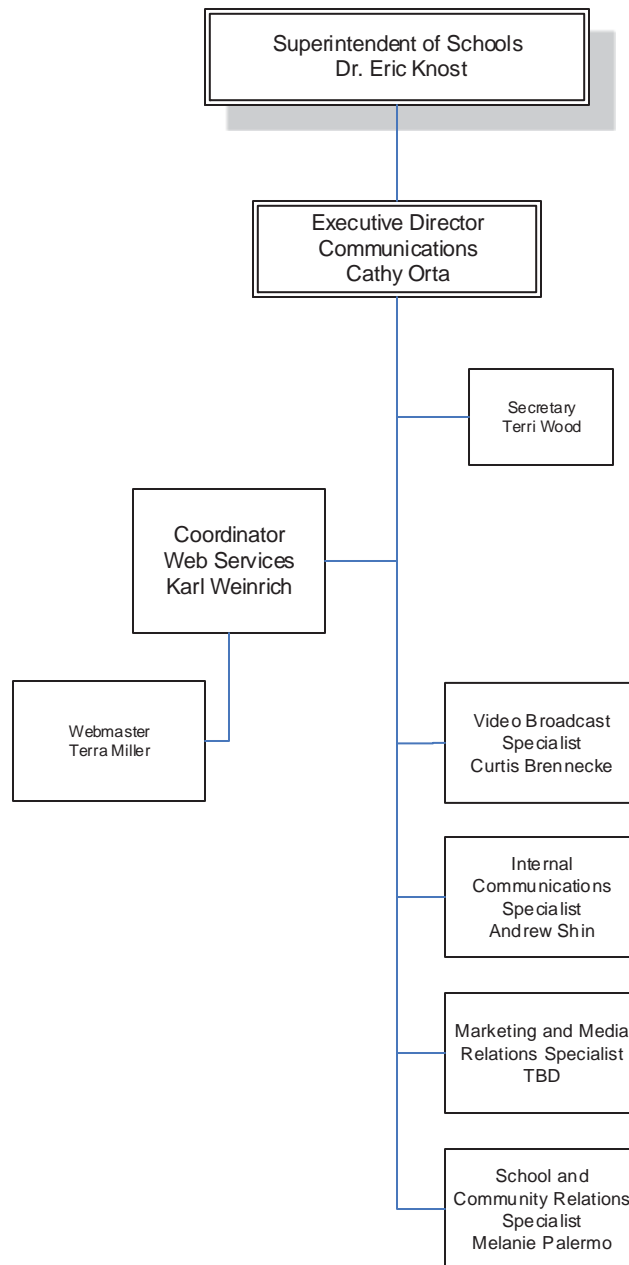 Superintendent of Schools
Dr. Eric Knost
Executive Director
Communications
Cathy Orta
Secretary
Terri Wood
Coordinator
Web Services
Karl Weinrich
Webmaster
Terra Miller
Video Broadcast
Specialist
Curtis Brennecke
Internal
Communications
Specialist
Andrew Shin
Marketing and Media
Relations Specialist
TBD
School and
Community Relations
Specialist
Melanie Palermo